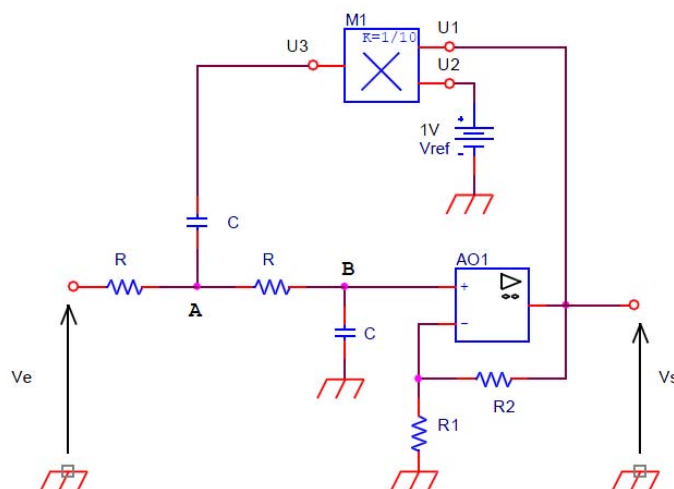 M1
K=1/10
U1
U3
U2
1V
Vref
+
-
C
R
R
A
B
AO1
+
-
∞
C
Ve
Vs
R2
R1